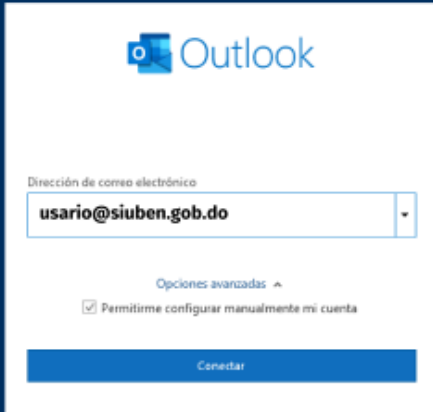 Outlook
Dirección de correo electrónico
usario@siuben.gob.do
Opciones avanzadas
Permitirme configurar manualmente mi cuenta
Conectar